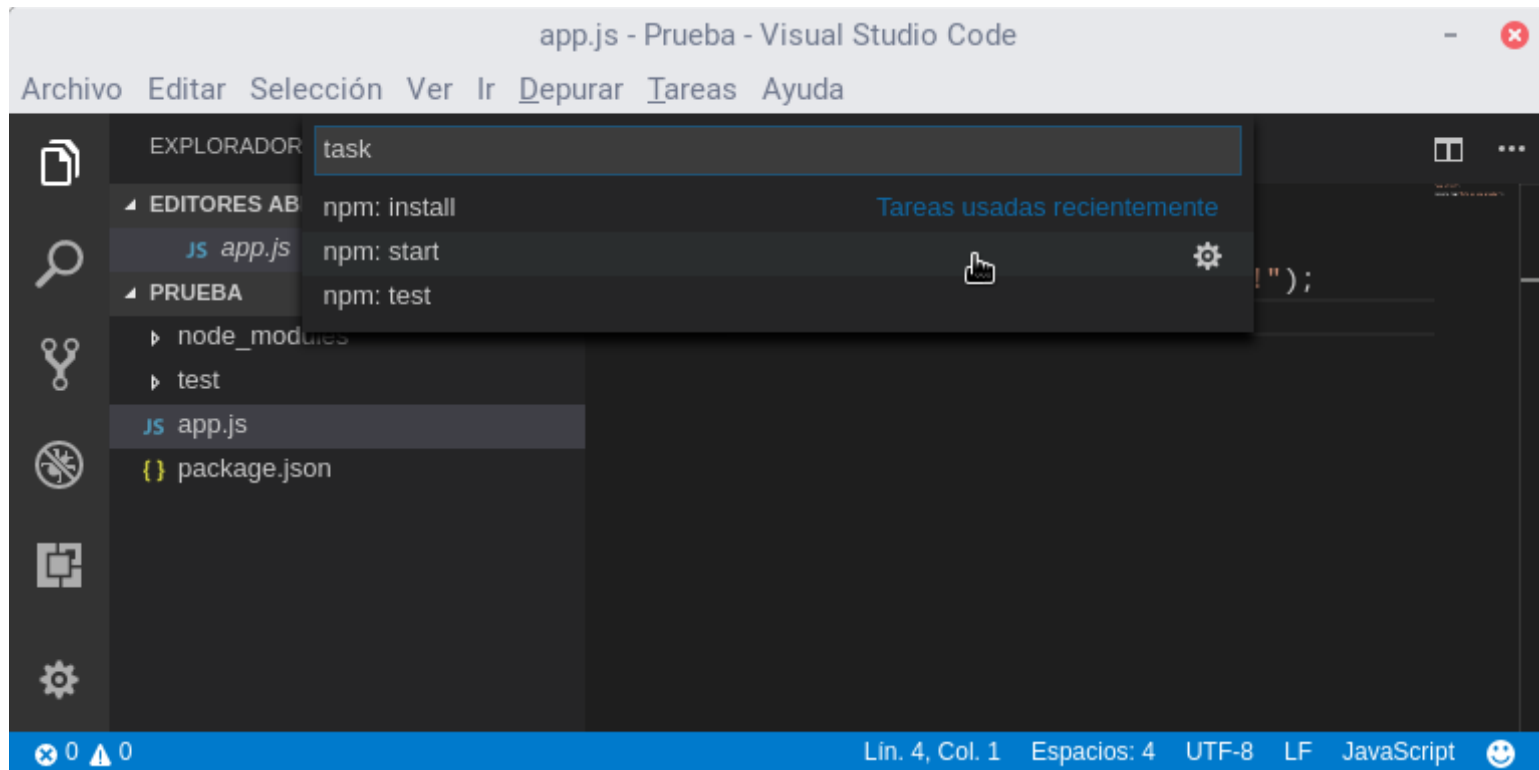 app.js - Prueba - Visual Studio Code
Archivo Editar Selección Ver Ir Depurar Tareas Ayuda
EXPLORADOR
task
EDITORES AB
npm: install Tareas usadas recientemente
JS app.js
npm: start
!");
PRUEBA
npm: test
node_modules
test
JS app.js
{} package.json
0 0 Lín. 4, Col. 1 Espacios: 4 UTF-8 LF JavaScript